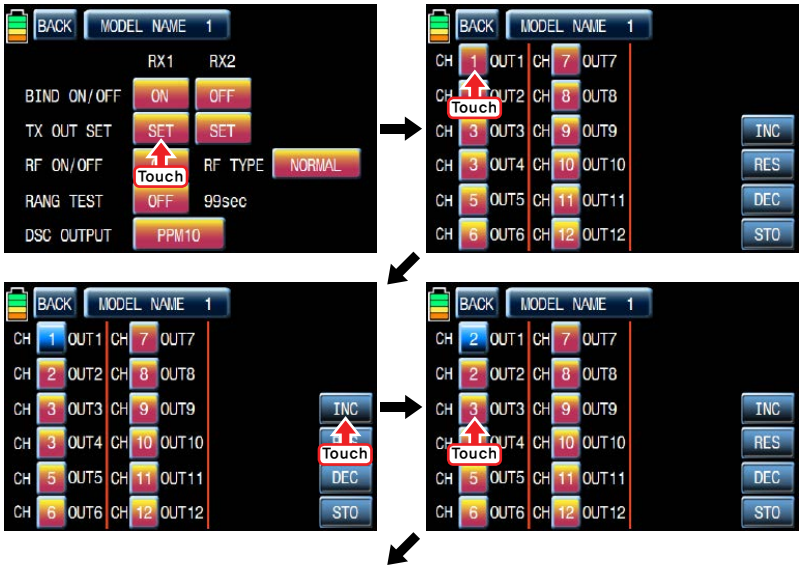 BACK MODEL NAME 1
RX1 RX2
BIND ON/OFF ON OFF
TX OUT SET SET SET
RF ON/OFF RF TYPE NORMAL
Touch
RANG TEST OFF 99sec
DSC OUTPUT PPM10
BACK MODEL NAME 1
CH 1 OUT1 CH 7 OUT7
CH OUT2 CH 8 OUT8
Touch
CH 3 OUT3 CH 9 OUT9 INC
CH 3 OUT4 CH 10 OUT10 RES
CH 5 OUT5 CH 11 OUT11 DEC
CH 6 OUT6 CH 12 OUT12 STO
BACK MODEL NAME 1
CH 1 OUT1 CH 7 OUT7
CH 2 OUT2 CH 8 OUT8
CH 3 OUT3 CH 9 OUT9 INC
CH 3 OUT4 CH 10 OUT10
Touch
CH 5 OUT5 CH 11 OUT11 DEC
CH 6 OUT6 CH 12 OUT12 STO
BACK MODEL NAME 1
CH 2 OUT1 CH 7 OUT7
CH 2 OUT2 CH 8 OUT8
CH 3 OUT3 CH 9 OUT9 INC
CH OUT4 CH 10 OUT10 RES
Touch
CH 5 OUT5 CH 11 OUT11 DEC
CH 6 OUT6 CH 12 OUT12 STO